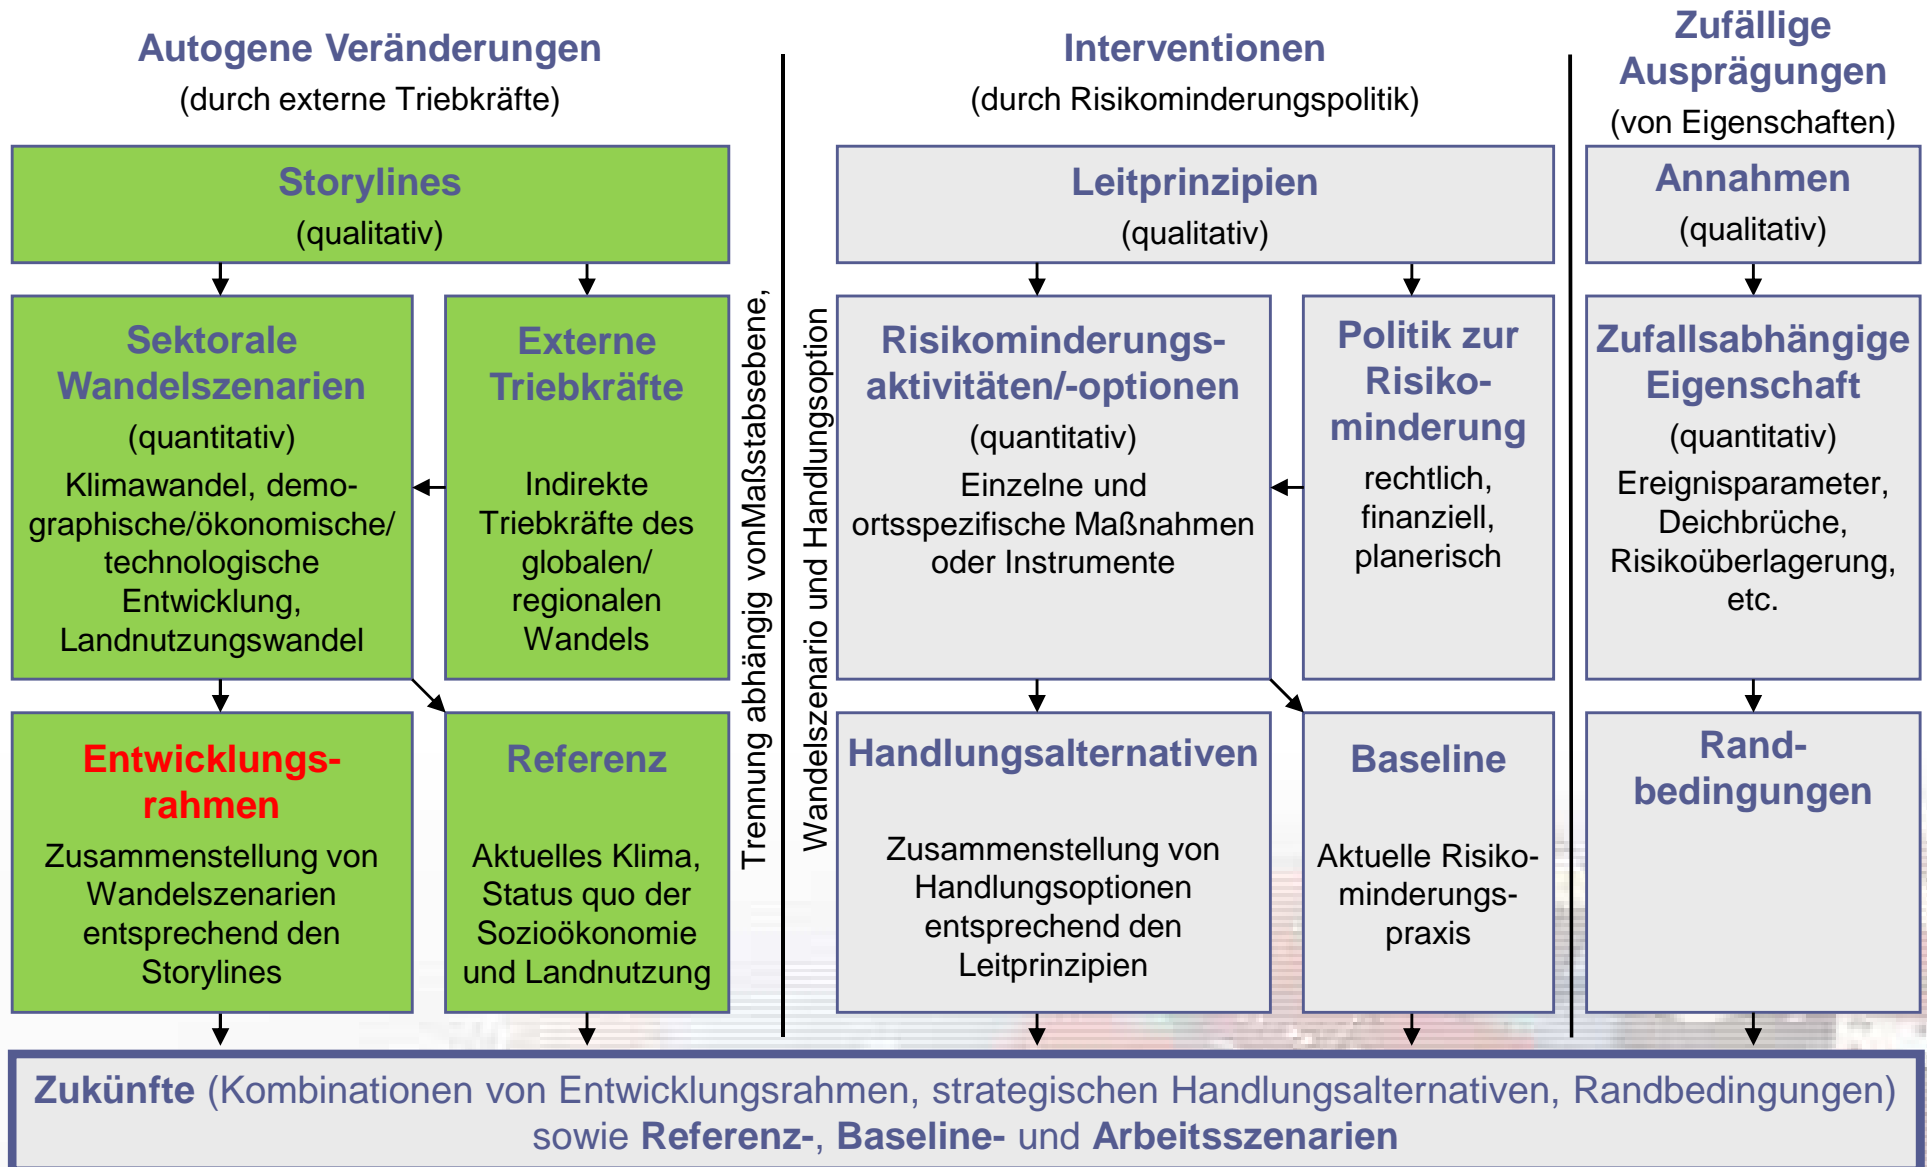 Autogene Veränderungen
(durch externe Triebkräfte)
Storylines
(qualitativ)
Sektorale
Wandelszenarien
(quantitativ)
Klimawandel, demo-
graphische/ökonomische/
technologische
Entwicklung,
Landnutzungswandel
Externe
Triebkräfte
Indirekte
Triebkräfte des
globalen/
regionalen
Wandels
Entwicklungs-
rahmen
Zusammenstellung von
Wandelszenarien
entsprechend den
Storylines
Referenz
Aktuelles Klima,
Status quo der
Sozioökonomie
und Landnutzung
Trennung abhängig vonMaßstabsebene,
Wandelszenario und Handlungsoption
Interventionen
(durch Risikominderungspolitik)
Leitprinzipien
(qualitativ)
Risikominderungs-
aktivitäten/-optionen
(quantitativ)
Einzelne und
ortsspezifische Maßnahmen
oder Instrumente
Politik zur
Risiko-
minderung
rechtlich,
finanziell,
planerisch
Handlungsalternativen
Zusammenstellung von
Handlungsoptionen
entsprechend den
Leitprinzipien
Baseline
Aktuelle Risiko-
minderungs-
praxis
Zufällige
Ausprägungen
(von Eigenschaften)
Annahmen
(qualitativ)
Zufallsabhängige
Eigenschaft
(quantitativ)
Ereignisparameter,
Deichbrüche,
Risikoüberlagerung,
etc.
Rand-
bedingungen
Zukünfte (Kombinationen von Entwicklungsrahmen, strategischen Handlungsalternativen, Randbedingungen)
sowie Referenz-, Baseline- und Arbeitsszenarien